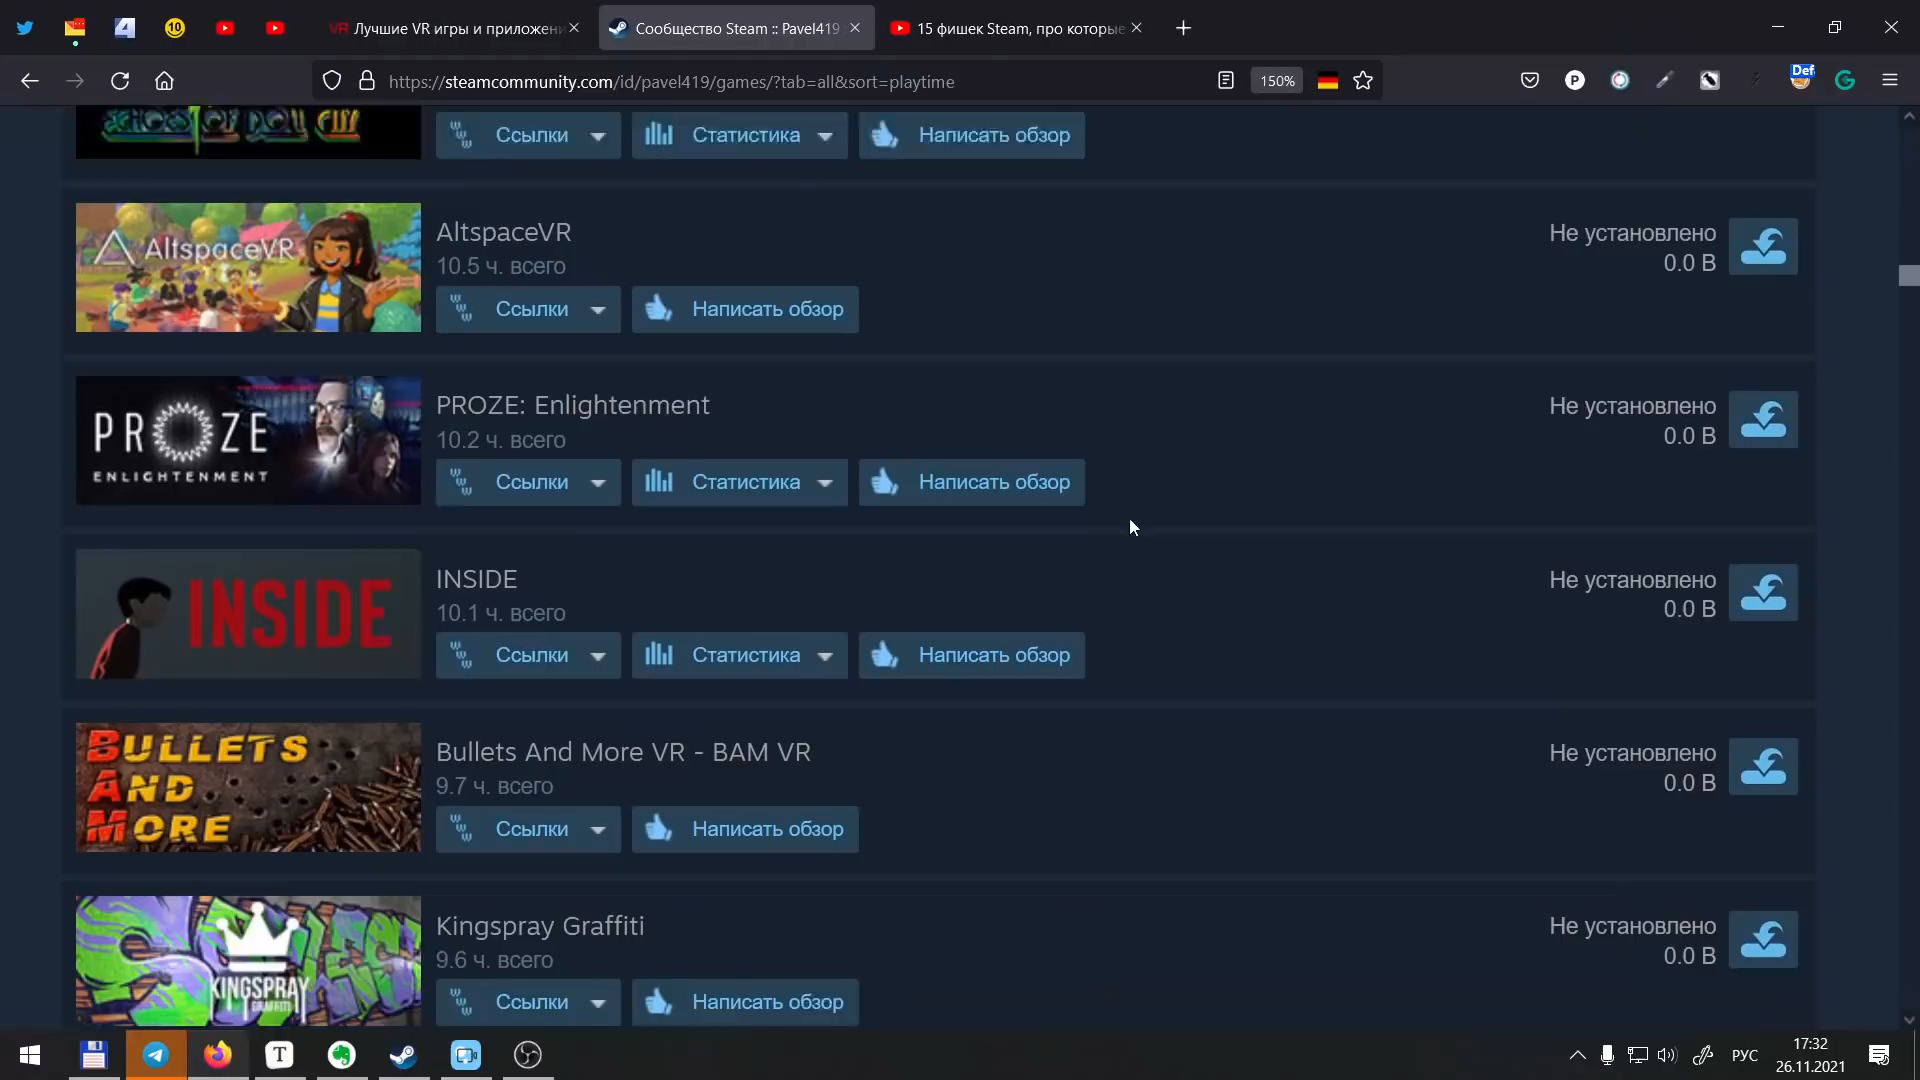 10
VR Лучшие VR игры и приложени
Сообщество Steam :: Pavel419
15 фишек Steam, про которые
https://steamcommunity.com/id/pavel419/games/?tab=all&sort=playtime
150%
P
Def
Ссылки
Статистика
Написать обзор
AltspaceVR
AltspaceVR
10.5 ч. всего
Ссылки
Написать обзор
Не установлено
0.0 B
PROZE
ENLIGHTENMENT
PROZE: Enlightenment
10.2 ч. всего
Ссылки
Статистика
Написать обзор
Не установлено
0.0 B
INSIDE
INSIDE
10.1 ч. всего
Ссылки
Статистика
Написать обзор
Не установлено
0.0 B
BULLETS
AND
MORE
Bullets And More VR - BAM VR
9.7 ч. всего
Ссылки
Написать обзор
Не установлено
0.0 B
KINGSPRAY
GRAFFITI
Kingspray Graffiti
9.6 ч. всего
Ссылки
Написать обзор
Не установлено
0.0 B
T
РУС
17:32
26.11.2021